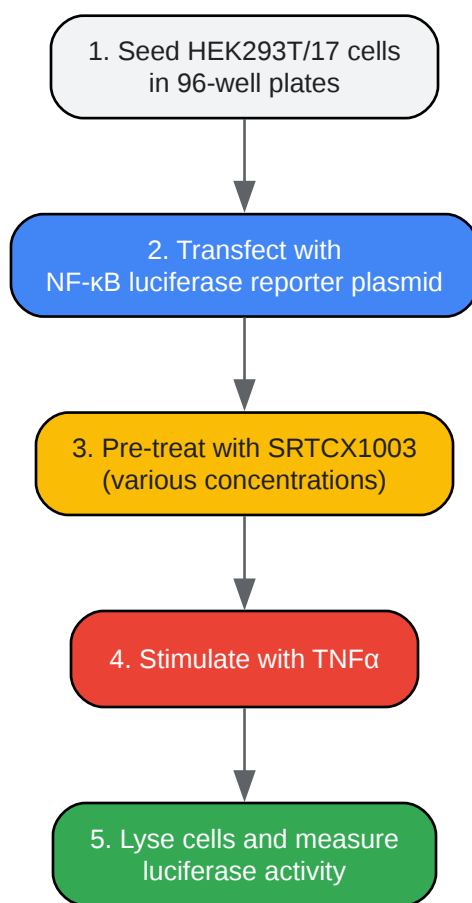 1. Seed HEK293T/17 cells
in 96-well plates
2. Transfect with
NF-κB luciferase reporter plasmid
3. Pre-treat with SRTCX1003
(various concentrations)
4. Stimulate with TNFα
5. Lyse cells and measure
luciferase activity